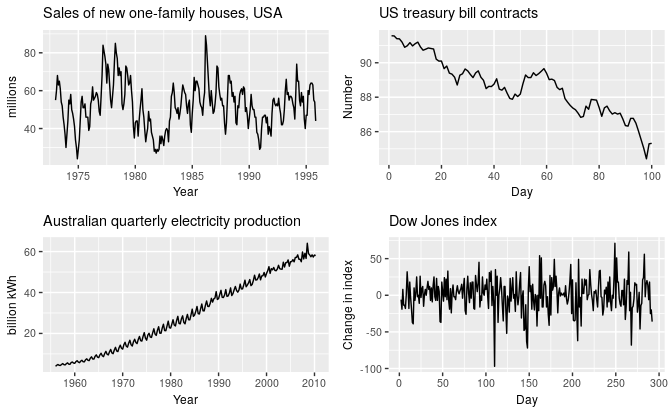 Sales of new one-family houses, USA
millions
80
60
40
1975 1980 1985 1990 1995
Year
US treasury bill contracts
Number
90
88
86
0 20 40 60 80 100
Day
Australian quarterly electricity production
billion kWh
60
40
20
1960 1970 1980 1990 2000 2010
Year
Dow Jones index
Change in index
50
0
-50
-100
0 50 100 150 200 250 300
Day